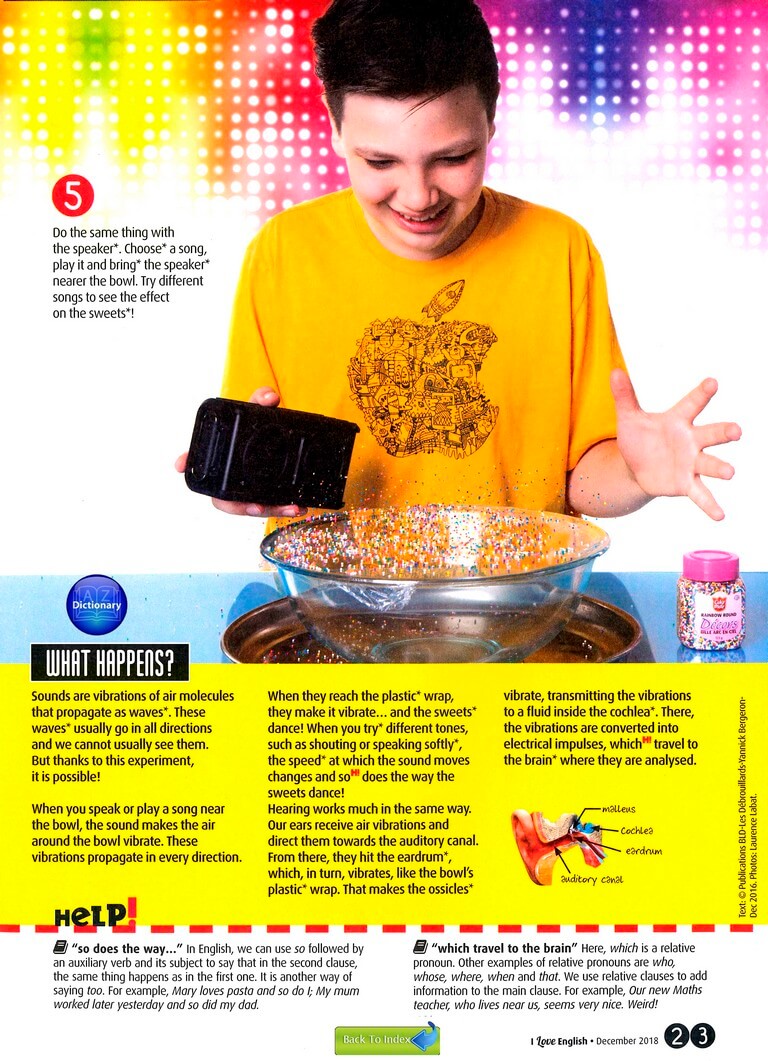 5
Do the same thing with
the speaker*. Choose* a song,
play it and bring* the speaker*
nearer the bowl. Try different
songs to see the effect
on the sweets*!
RAINBOW ROUND
Décors
BILLE ARC EN CIEL
A Z
Dictionary
WHAT HAPPENS?
Sounds are vibrations of air molecules
that propagate as waves*. These
waves* usually go in all directions
and we cannot usually see them.
But thanks to this experiment,
it is possible!
When you speak or play a song near
the bowl, the sound makes the air
around the bowl vibrate. These
vibrations propagate in every direction.
When they reach the plastic* wrap,
they make it vibrate... and the sweets*
dance! When you try* different tones,
such as shouting or speaking softly*,
the speed* at which the sound moves
changes and so H! does the way the
sweets dance!
Hearing works much in the same way.
Our ears receive air vibrations and
direct them towards the auditory canal.
From there, they hit the eardrum*,
which, in turn, vibrates, like the bowl's
plastic* wrap. That makes the ossicles*
vibrate, transmitting the vibrations
to a fluid inside the cochlea*. There,
the vibrations are converted into
electrical impulses, which H! travel to
the brain* where they are analysed.
malleus
cochlea
eardrum
auditory canal
Text: © Publications BLD-Les Débrouillards-Yannick Bergeron-
Dec 2016. Photos: Laurence Labat.
HELP!
"so does the way..." In English, we can use so followed by
an auxiliary verb and its subject to say that in the second clause,
the same thing happens as in the first one. It is another way of
saying too. For example, Mary loves pasta and so do I; My mum
worked later yesterday and so did my dad.
"which travel to the brain" Here, which is a relative
pronoun. Other examples of relative pronouns are who,
whose, where, when and that. We use relative clauses to add
information to the main clause. For example, Our new Maths
teacher, who lives near us, seems very nice. Weird!
Back To Index
I Love English • December 2018 23